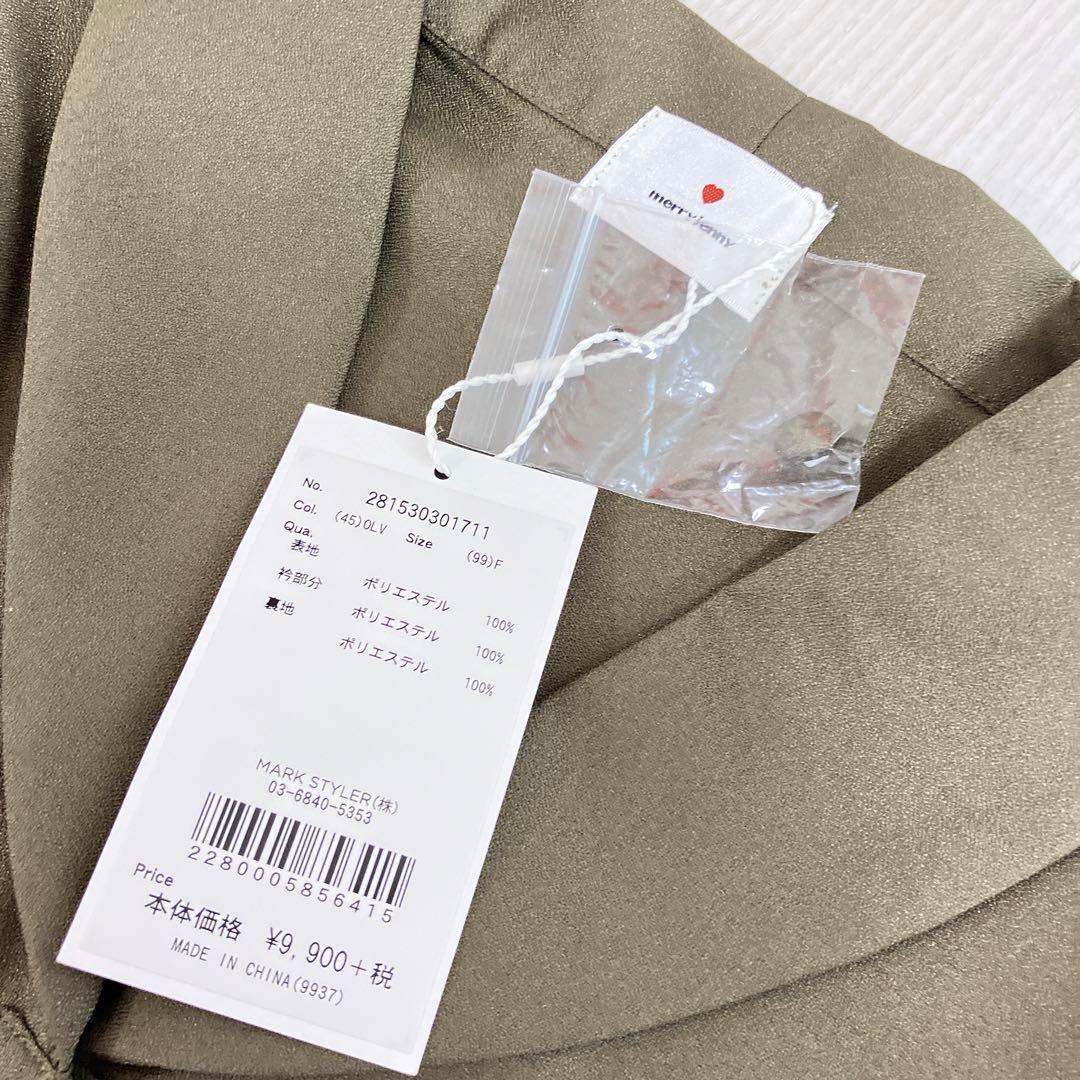 merry jenny
No. 281530301711
Col. (45)OLV Size (99)F
Qua.
表地 ポリエステル 100%
衿部分 ポリエステル 100%
裏地 ポリエステル 100%
MARK STYLER(株)
03-6840-5353
2280005856415
Price
本体価格 ¥9,900+税
MADE IN CHINA(9937)